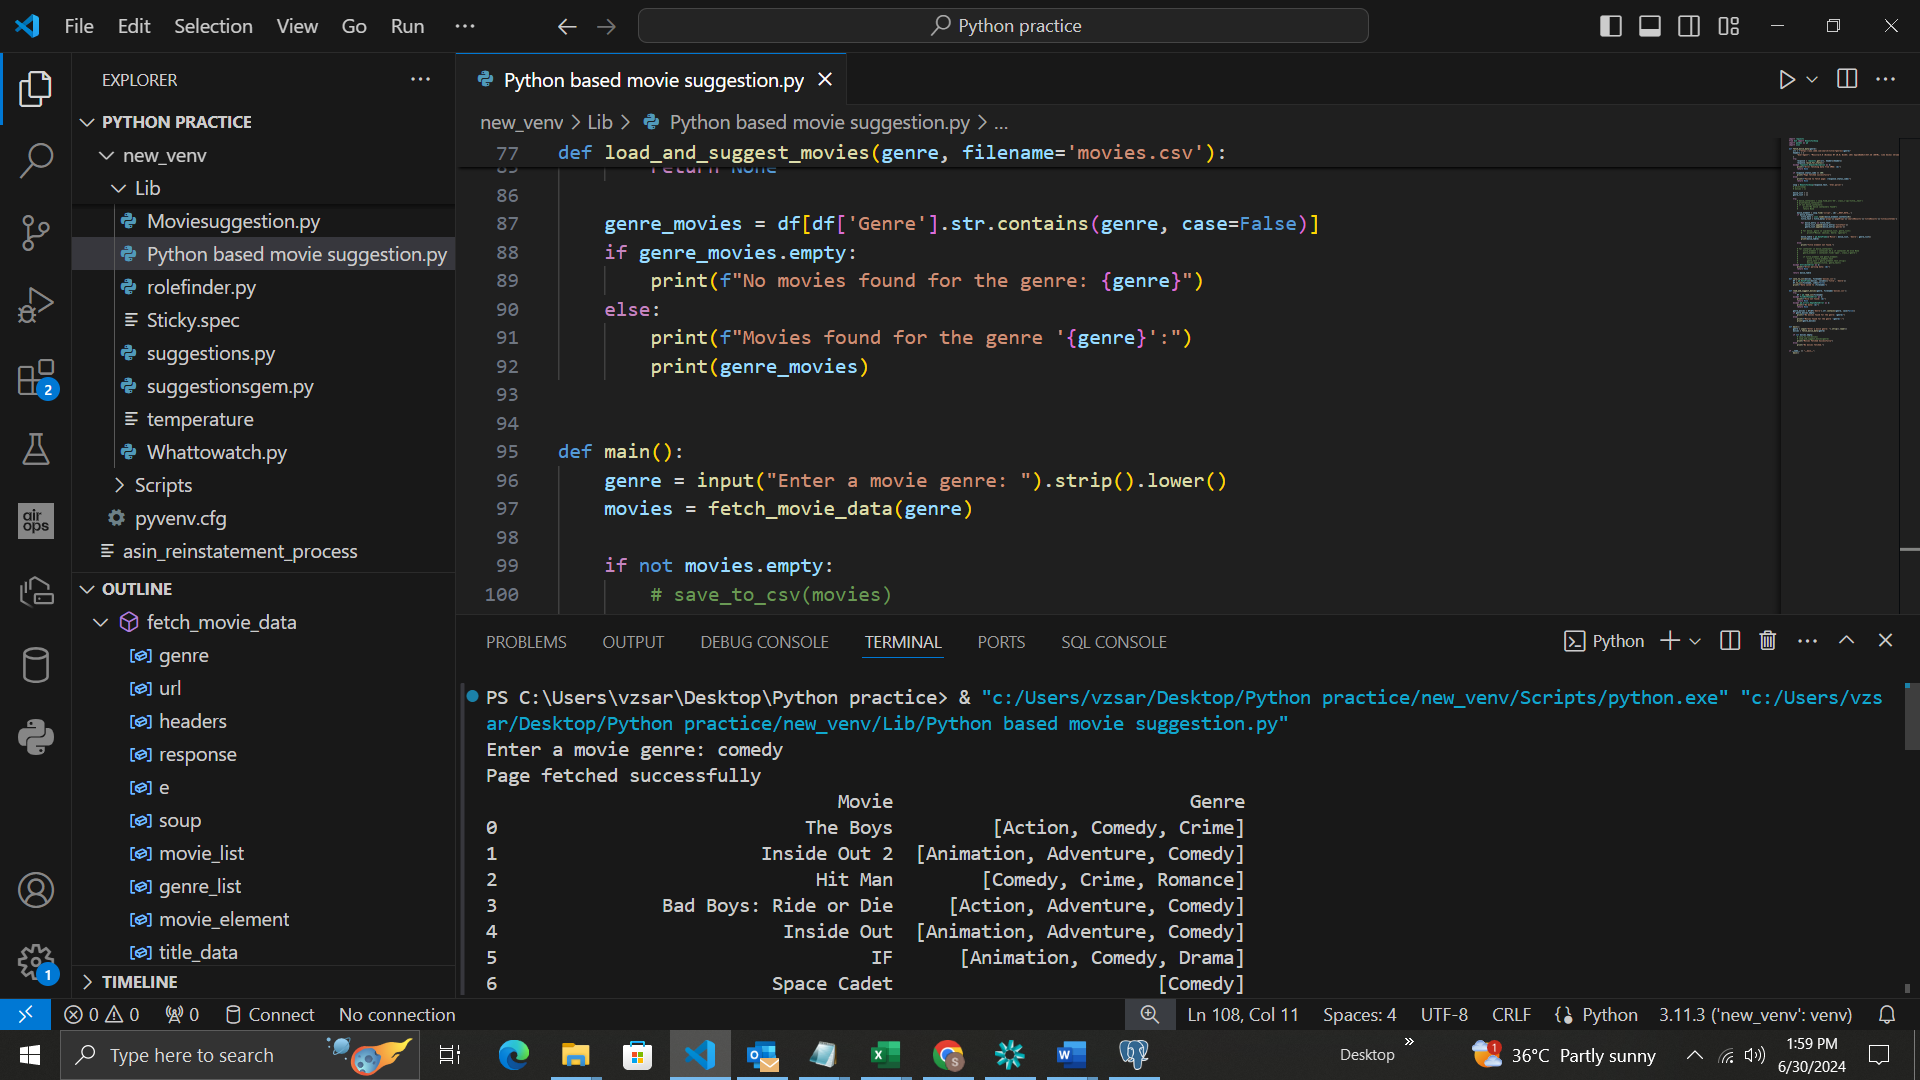 File Edit Selection View Go Run ···
Python practice
EXPLORER ···
PYTHON PRACTICE
new_venv
Lib
Moviesuggestion.py
Python based movie suggestion.py
rolefinder.py
Sticky.spec
suggestions.py
suggestionsgem.py
temperature
Whattowatch.py
Scripts
pyvenv.cfg
asin_reinstatement_process
OUTLINE
fetch_movie_data
genre
url
headers
response
e
soup
movie_list
genre_list
movie_element
title_data
TIMELINE
2
air
ops
1
Python based movie suggestion.py
new_venv > Lib > Python based movie suggestion.py > ...
77 def load_and_suggest_movies(genre, filename='movies.csv'):
85 return None
86
87 genre_movies = df[df['Genre'].str.contains(genre, case=False)]
88 if genre_movies.empty:
89 print(f"No movies found for the genre: {genre}")
90 else:
91 print(f"Movies found for the genre '{genre}':")
92 print(genre_movies)
93
94
95 def main():
96 genre = input("Enter a movie genre: ").strip().lower()
97 movies = fetch_movie_data(genre)
98
99 if not movies.empty:
100 # save_to_csv(movies)
PROBLEMS OUTPUT DEBUG CONSOLE TERMINAL PORTS SQL CONSOLE
Python
PS C:\Users\vzsar\Desktop\Python practice> & "c:/Users/vzsar/Desktop/Python practice/new_venv/Scripts/python.exe" "c:/Users/vzs
ar/Desktop/Python practice/new_venv/Lib/Python based movie suggestion.py"
Enter a movie genre: comedy
Page fetched successfully
Movie Genre
0 The Boys [Action, Comedy, Crime]
1 Inside Out 2 [Animation, Adventure, Comedy]
2 Hit Man [Comedy, Crime, Romance]
3 Bad Boys: Ride or Die [Action, Adventure, Comedy]
4 Inside Out [Animation, Adventure, Comedy]
5 IF [Animation, Comedy, Drama]
6 Space Cadet [Comedy]
0 0 0 Connect No connection Ln 108, Col 11 Spaces: 4 UTF-8 CRLF Python 3.11.3 ('new_venv': venv)
Type here to search Desktop » 1 36°C Partly sunny 1:59 PM
6/30/2024